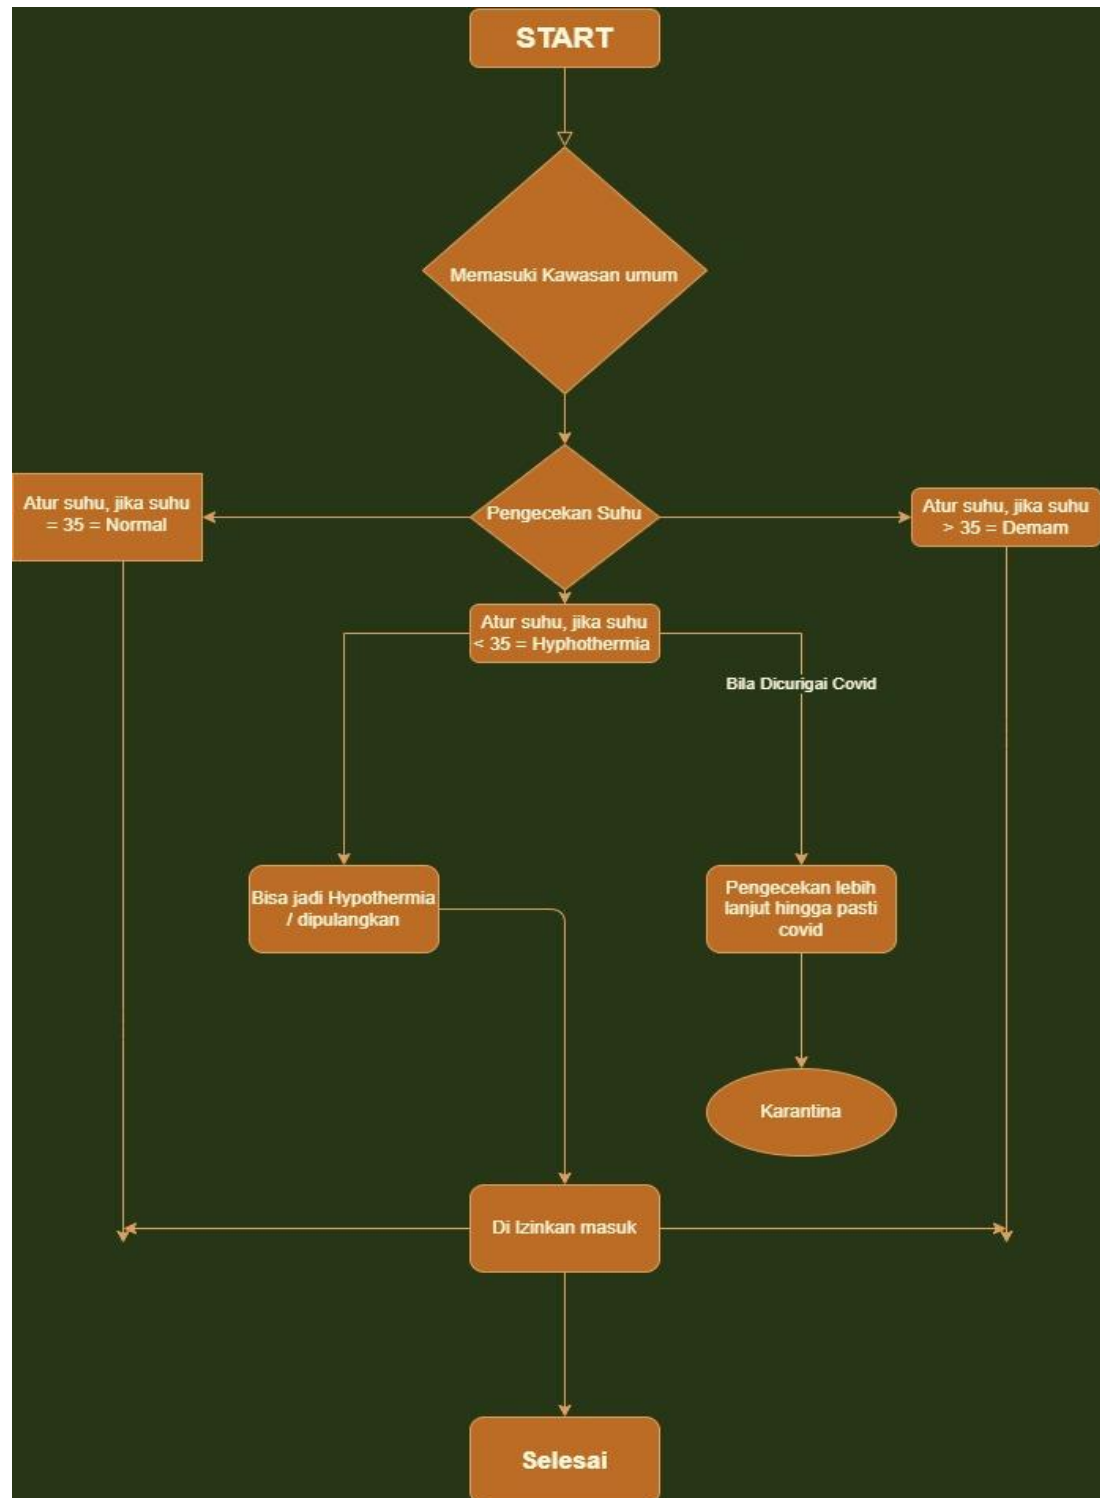 START
Memasuki Kawasan umum
Atur suhu, jika suhu
= 35 = Normal
Pengecekan Suhu
Atur suhu, jika suhu
> 35 = Demam
Atur suhu, jika suhu
< 35 = Hyphothermia
Bila Dicurigai Covid
Bisa jadi Hypothermia
/ dipulangkan
Pengecekan lebih
lanjut hingga pasti
covid
Karantina
Di Izinkan masuk
Selesai